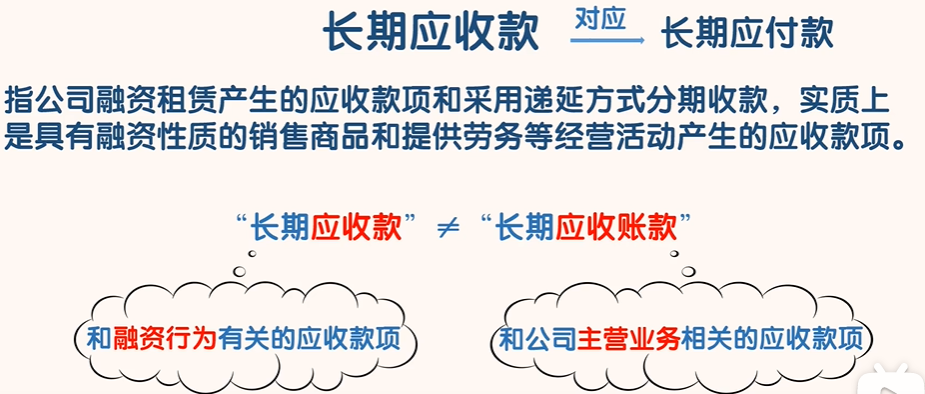 长期应收款 对应 长期应付款
指公司融资租赁产生的应收款项和采用递延方式分期收款，实质上
是具有融资性质的销售商品和提供劳务等经营活动产生的应收款项。
“长期应收款” ≠ “长期应收账款”
和融资行为有关的应收款项
和公司主营业务相关的应收款项